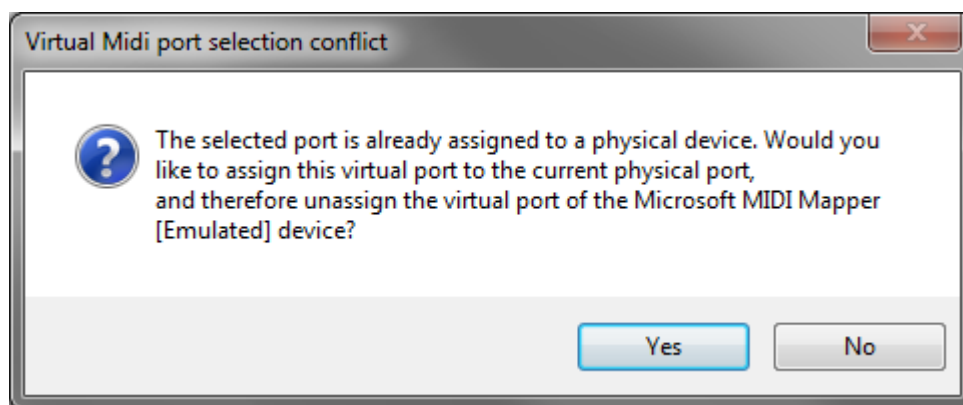 Virtual Midi port selection conflict
The selected port is already assigned to a physical device. Would you
like to assign this virtual port to the current physical port,
and therefore unassign the virtual port of the Microsoft MIDI Mapper
[Emulated] device?
Yes
No